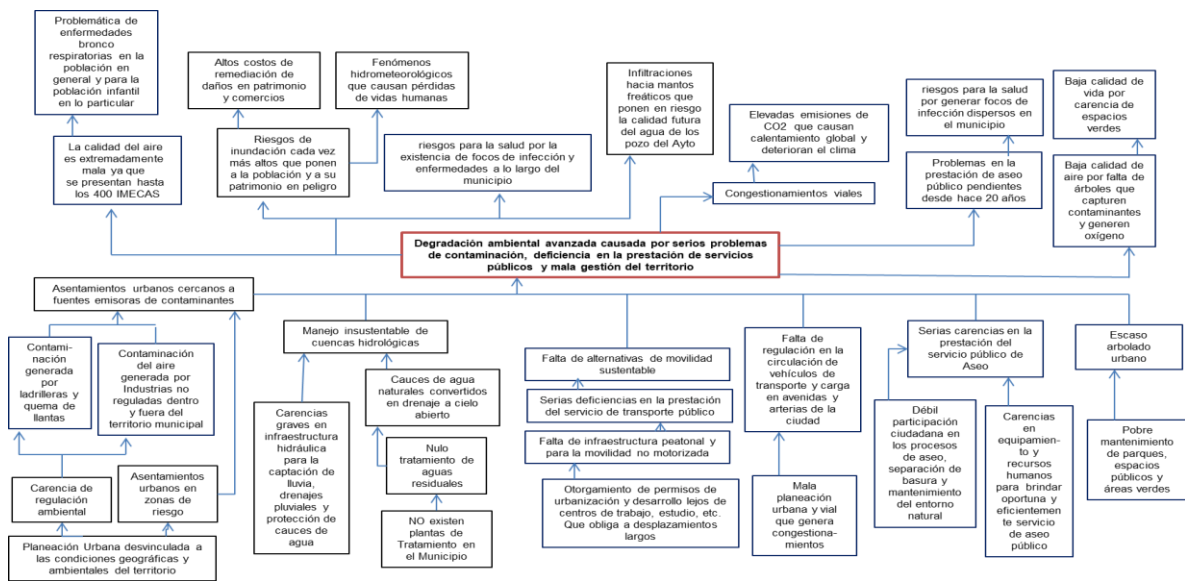 Problemática de
enfermedades bronco
respiratorias en la
población en
general y para la
población infantil
en lo particular
Altos costos de
remediación de
daños en patrimonio
y comercios
Fenómenos
hidrometeorológicos
que causan pérdidas
de vidas humanas
Infiltraciones
hacia mantos
freáticos que
ponen en riesgo
la calidad futura
del agua de los
pozo del Ayto
Elevadas emisiones de
CO2 que causan
calentamiento global y
deterioran el clima
riesgos para la salud
por generar focos de
infección dispersos en
el municipio
Baja calidad de
vida por
carencia de
espacios
verdes
La calidad del aire
es extremadamente
mala ya que
se presentan hasta
los 400 IMECAS
Riesgos de
inundación cada vez
más altos que ponen
a la población y a su
patrimonio en peligro
riesgos para la salud por la
existencia de focos de infección y
enfermedades a lo largo del
municipio
Congestionamientos viales
Problemas en la
prestación de aseo
público pendientes
desde hace 20 años
Baja calidad de
aire por falta de
árboles que
capturen
contaminantes
y generen
oxígeno
Degradación ambiental avanzada causada por serios problemas
de contaminación, deficiencia en la prestación de servicios
públicos y mala gestión del territorio
Asentamientos urbanos cercanos a
fuentes emisoras de contaminantes
Manejo insustentable de
cuencas hidrológicas
Falta de alternativas de movilidad
sustentable
Falta de
regulación en la
circulación de
vehículos de
transporte y carga
en avenidas y
arterias de la
ciudad
Serias carencias en la
prestación del
servicio público de
Aseo
Escaso
arbolado
urbano
Contami-
nación
generada
por
ladrilleras y
quema de
llantas
Contaminación
del aire
generada por
Industrias no
reguladas dentro
y fuera del
territorio municipal
Carencias
graves en
infraestructura
hidráulica
para la
captación de
lluvia,
drenajes
pluviales y
protección de
cauces de
agua
Cauces de agua
naturales convertidos
en drenaje a cielo
abierto
Serias deficiencias en la prestación
del servicio de transporte público
Falta de infraestructura peatonal y
para la movilidad no motorizada
Débil
participación
ciudadana en
los procesos de
aseo,
separación de
basura y
mantenimiento
del entorno
natural
Carencias
en
equipamien-
to y
recursos
humanos
para brindar
oportuna y
eficienteme
nte servicio
de aseo
público
Pobre
mantenimiento
de parques,
espacios
públicos y
áreas verdes
Carencia de
regulación
ambiental
Asentamientos
urbanos en
zonas de
riesgo
Nulo
tratamiento de
aguas
residuales
Otorgamiento de permisos de
urbanización y desarrollo lejos de
centros de trabajo, estudio, etc.
Que obliga a desplazamientos
largos
Mala
planeación
urbana y vial
que genera
congestiona-
mientos
Planeación Urbana desvinculada a
las condiciones geográficas y
ambientales del territorio
NO existen
plantas de
Tratamiento en
el Municipio